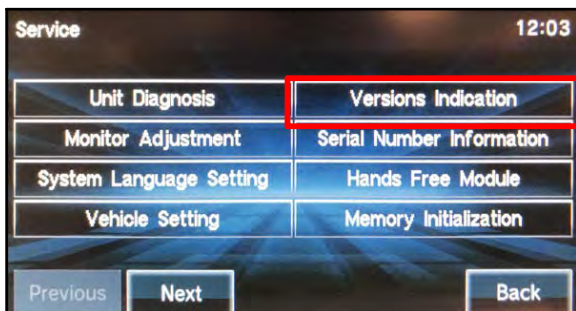 Service 12:03
Unit Diagnosis Versions Indication
Monitor Adjustment Serial Number Information
System Language Setting Hands Free Module
Vehicle Setting Memory Initialization
Previous Next Back